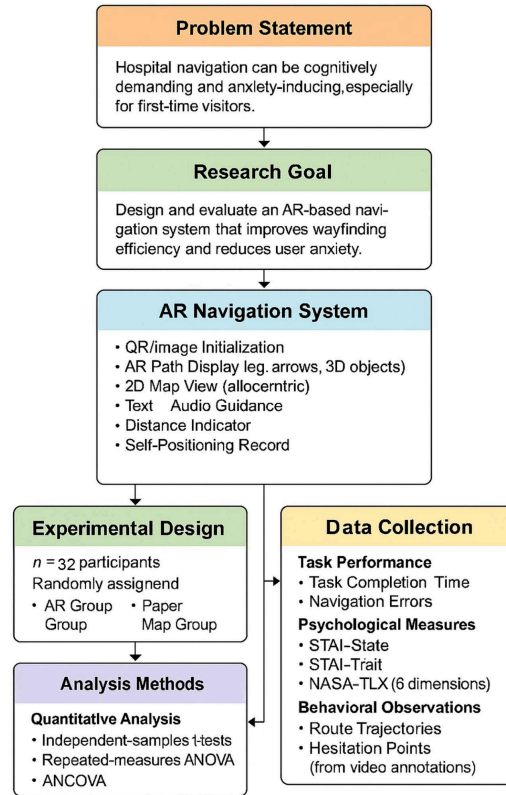 Problem Statement
Hospital navigation can be cognitively
demanding and anxiety-inducing,especially
for first-time visitors.
Research Goal
Design and evaluate an AR-based navi-
gation system that improves wayfinding
efficiency and reduces user anxiety.
AR Navigation System
• QR/image Initialization
• AR Path Display leg. arrows, 3D objects)
• 2D Map View (allocerntric)
• Text Audio Guidance
• Distance Indicator
• Self-Positioning Record
Experimental Design
n = 32 participants
Randomly assignend
• AR Group
Group
• Paper
Map Group
Analysis Methods
Quantitative Analysis
• Independent-samples t-tests
• Repeated-measures ANOVA
• ANCOVA
Data Collection
Task Performance
• Task Completion Time
• Navigation Errors
Psychological Measures
• STAI-State
• STAI-Trait
• NASA-TLX (6 dimensions)
Behavioral Observations
• Route Trajectories
• Hesitation Points
(from video annotations)